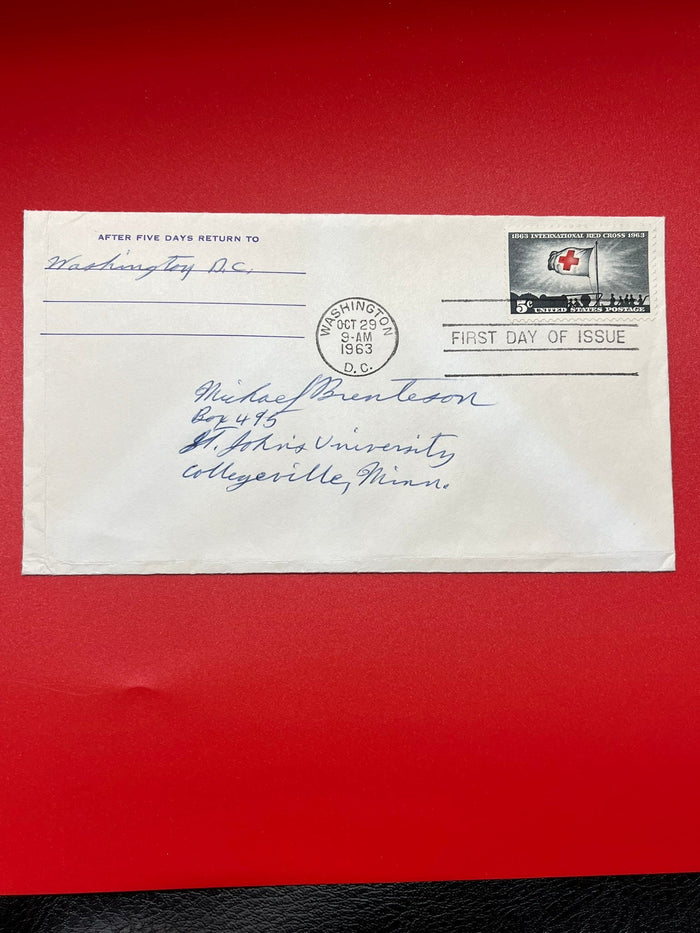 AFTER FIVE DAYS RETURN TO
Washington D.C.
1863 INTERNATIONAL RED CROSS 1963
5¢ UNITED STATES POSTAGE
WASHINGTON
OCT 29
9-AM
1963
D.C.
FIRST DAY OF ISSUE
Michael Brenteson
Box 495
St. John's University
Collegeville, Minn.